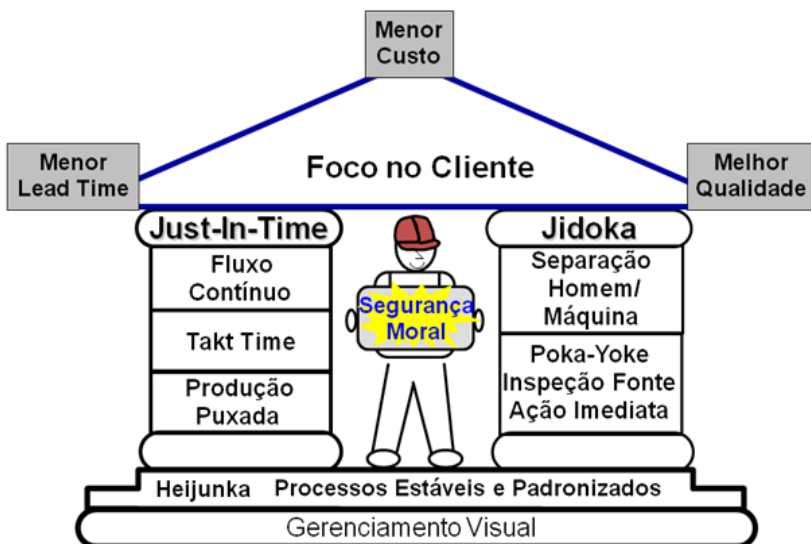 Menor
Custo
Menor
Lead Time
Foco no Cliente
Melhor
Qualidade
Just-In-Time
Fluxo
Contínuo
Takt Time
Produção
Puxada
Segurança
Moral
Jidoka
Separação
Homem/
Máquina
Poka-Yoke
Inspeção Fonte
Ação Imediata
Heijunka Processos Estáveis e Padronizados
Gerenciamento Visual